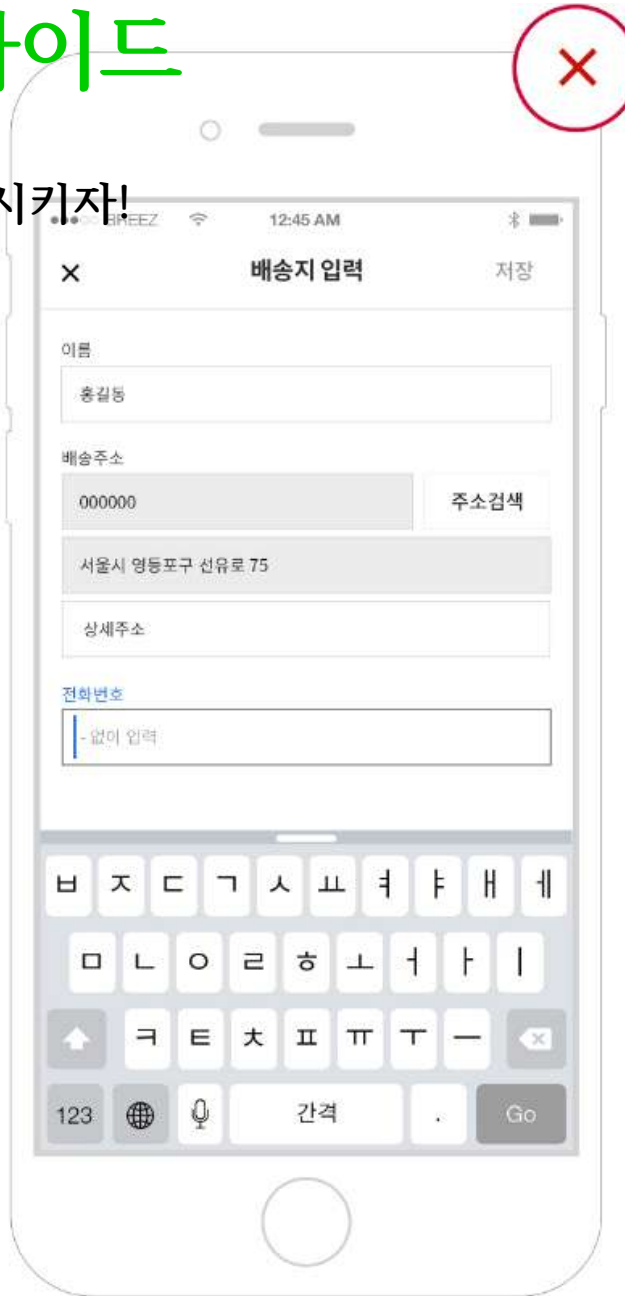 이드
시키자!
BREEZ 12:45 AM
× 배송지 입력 저장
이름
홍길동
배송주소
000000 주소검색
서울시 영등포구 선유로 75
상세주소
전화번호
- 없이 입력
ㅂ ㅈ ㄷ ㄱ ㅅ ㅛ ㅕ ㅑ ㅐ ㅔ
ㅁ ㄴ ㅇ ㄹ ㅎ ㅗ ㅓ ㅏ ㅣ
ㅋ ㅌ ㅊ ㅍ ㅠ ㅜ ㅡ
123 간격 . Go